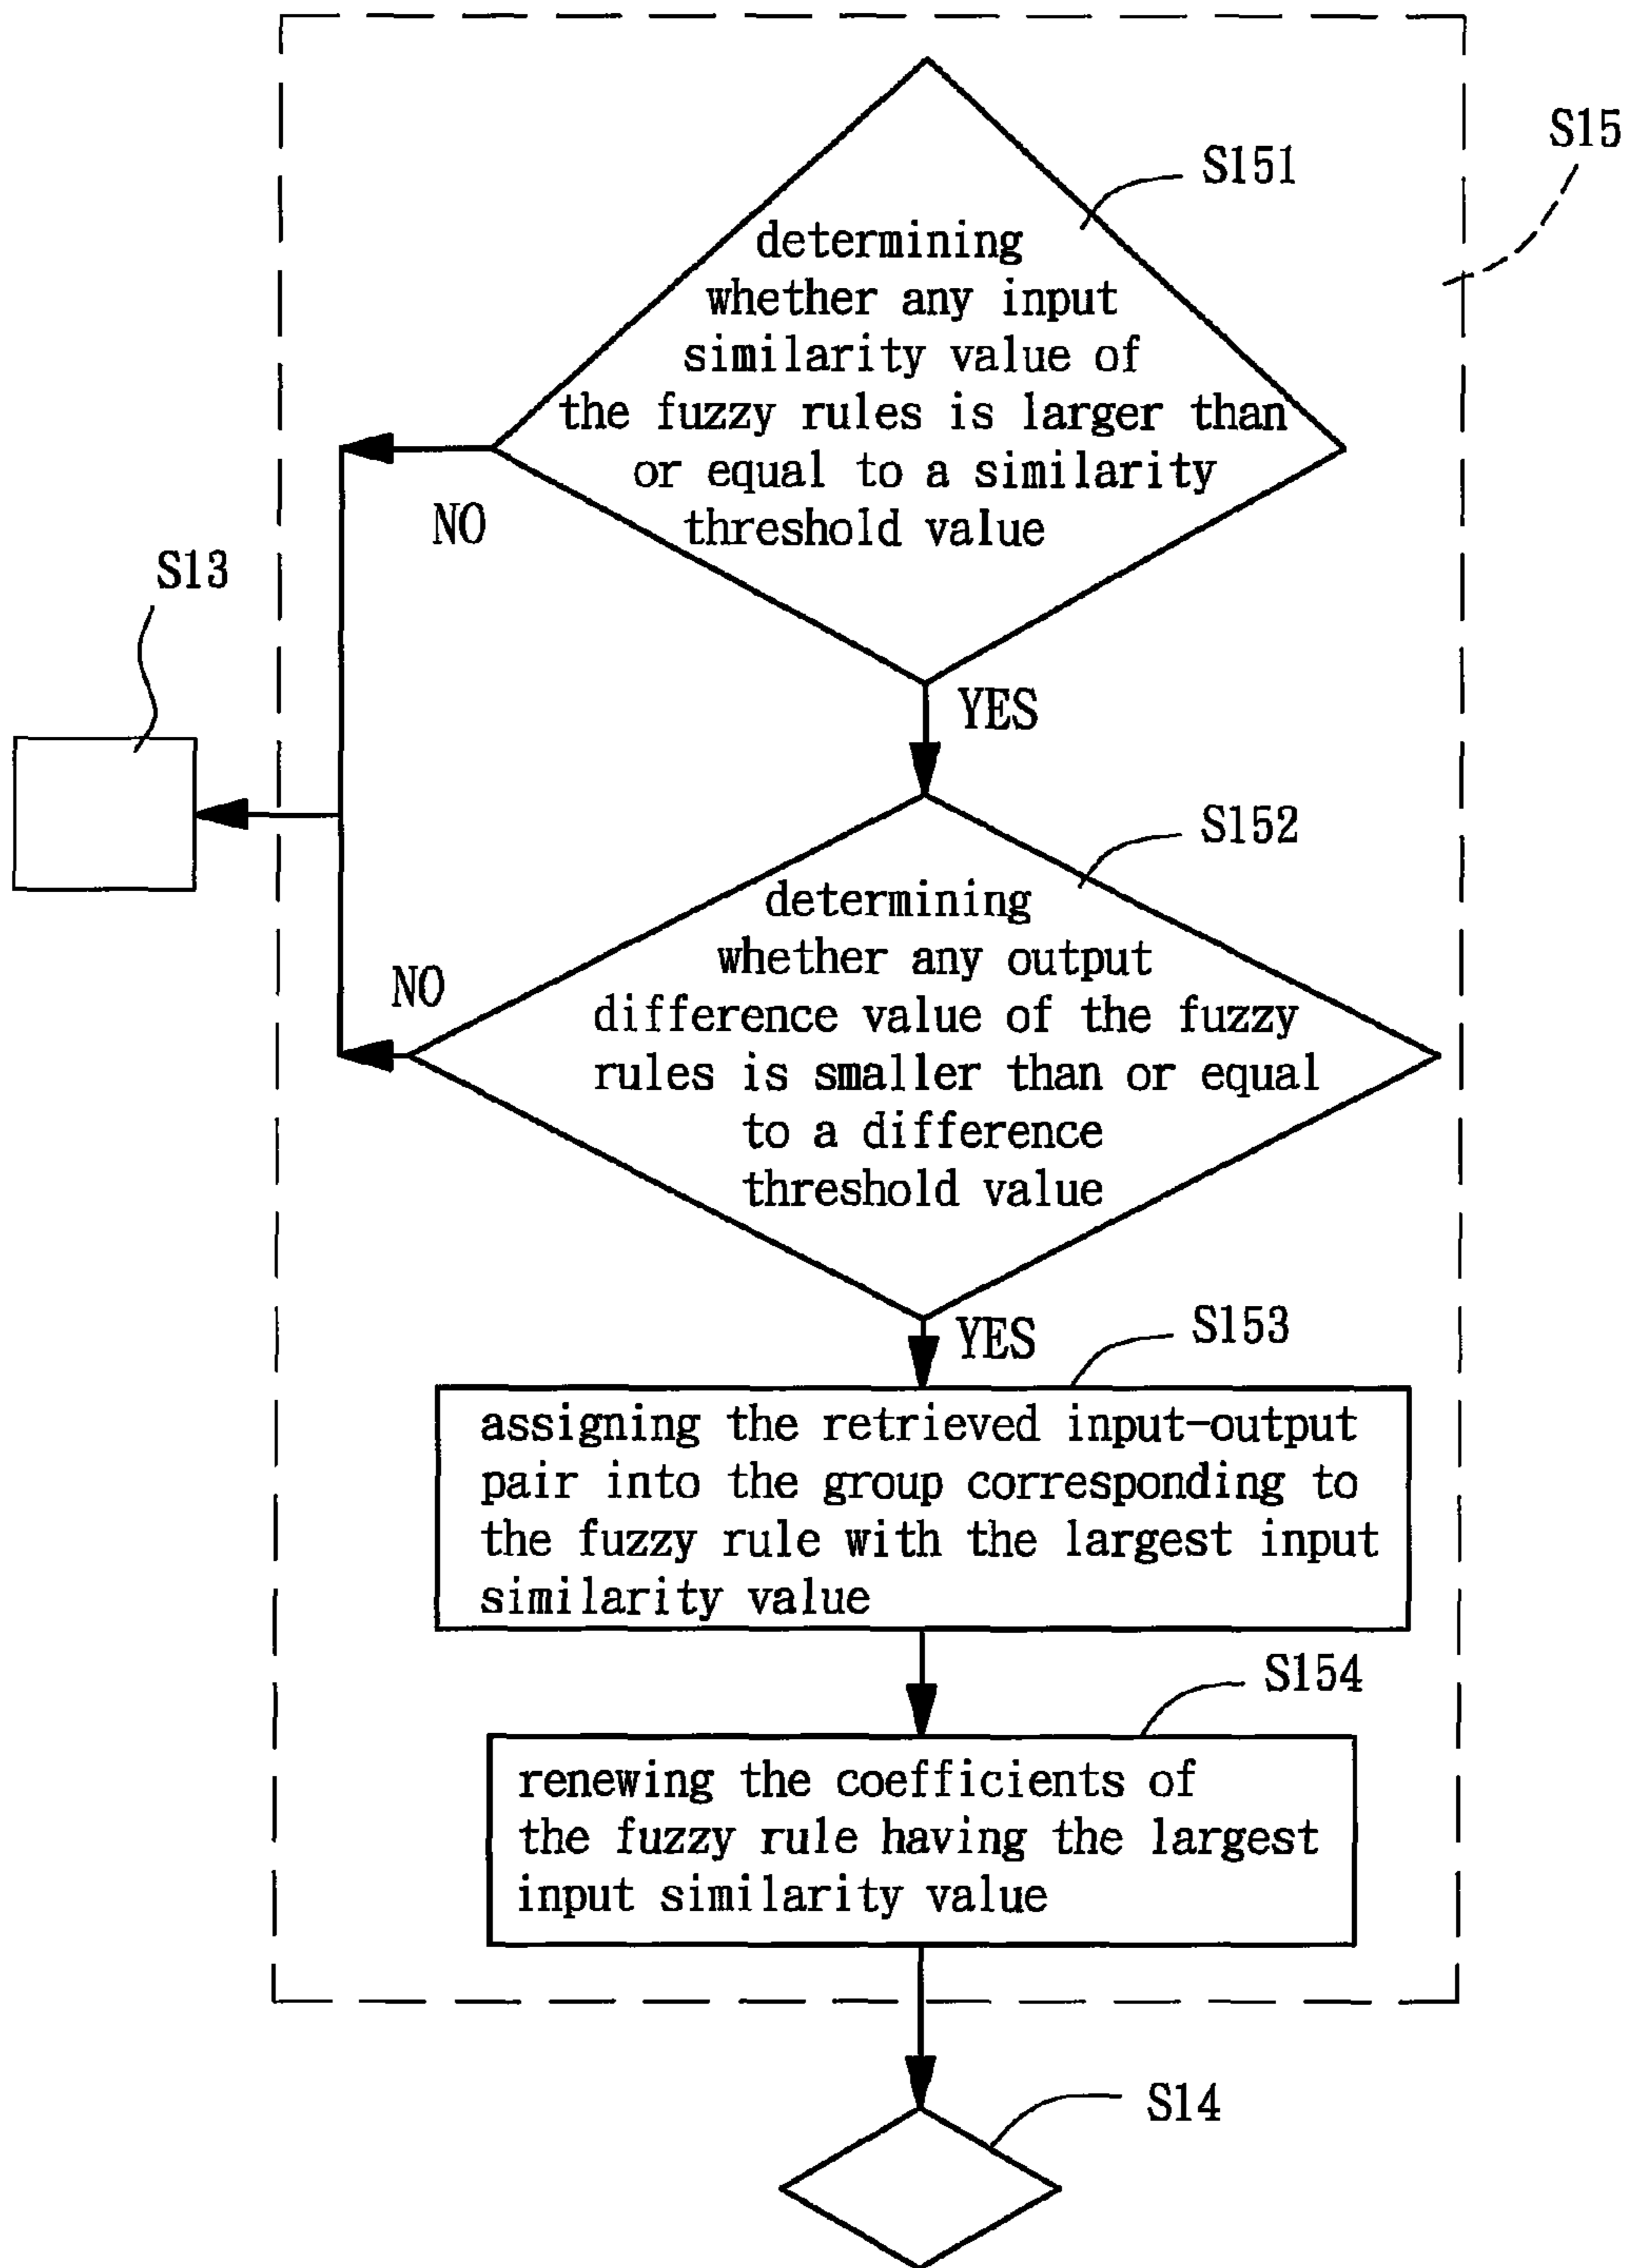 S15
S151
determining
whether any input
similarity value of
the fuzzy rules is larger than
or equal to a similarity
threshold value
NO
S13
YES
S152
determining
whether any output
difference value of the fuzzy
rules is smaller than or equal
to a difference
threshold value
NO
YES
S153
assigning the retrieved input-output
pair into the group corresponding to
the fuzzy rule with the largest input
similarity value
S154
renewing the coefficients of
the fuzzy rule having the largest
input similarity value
S14